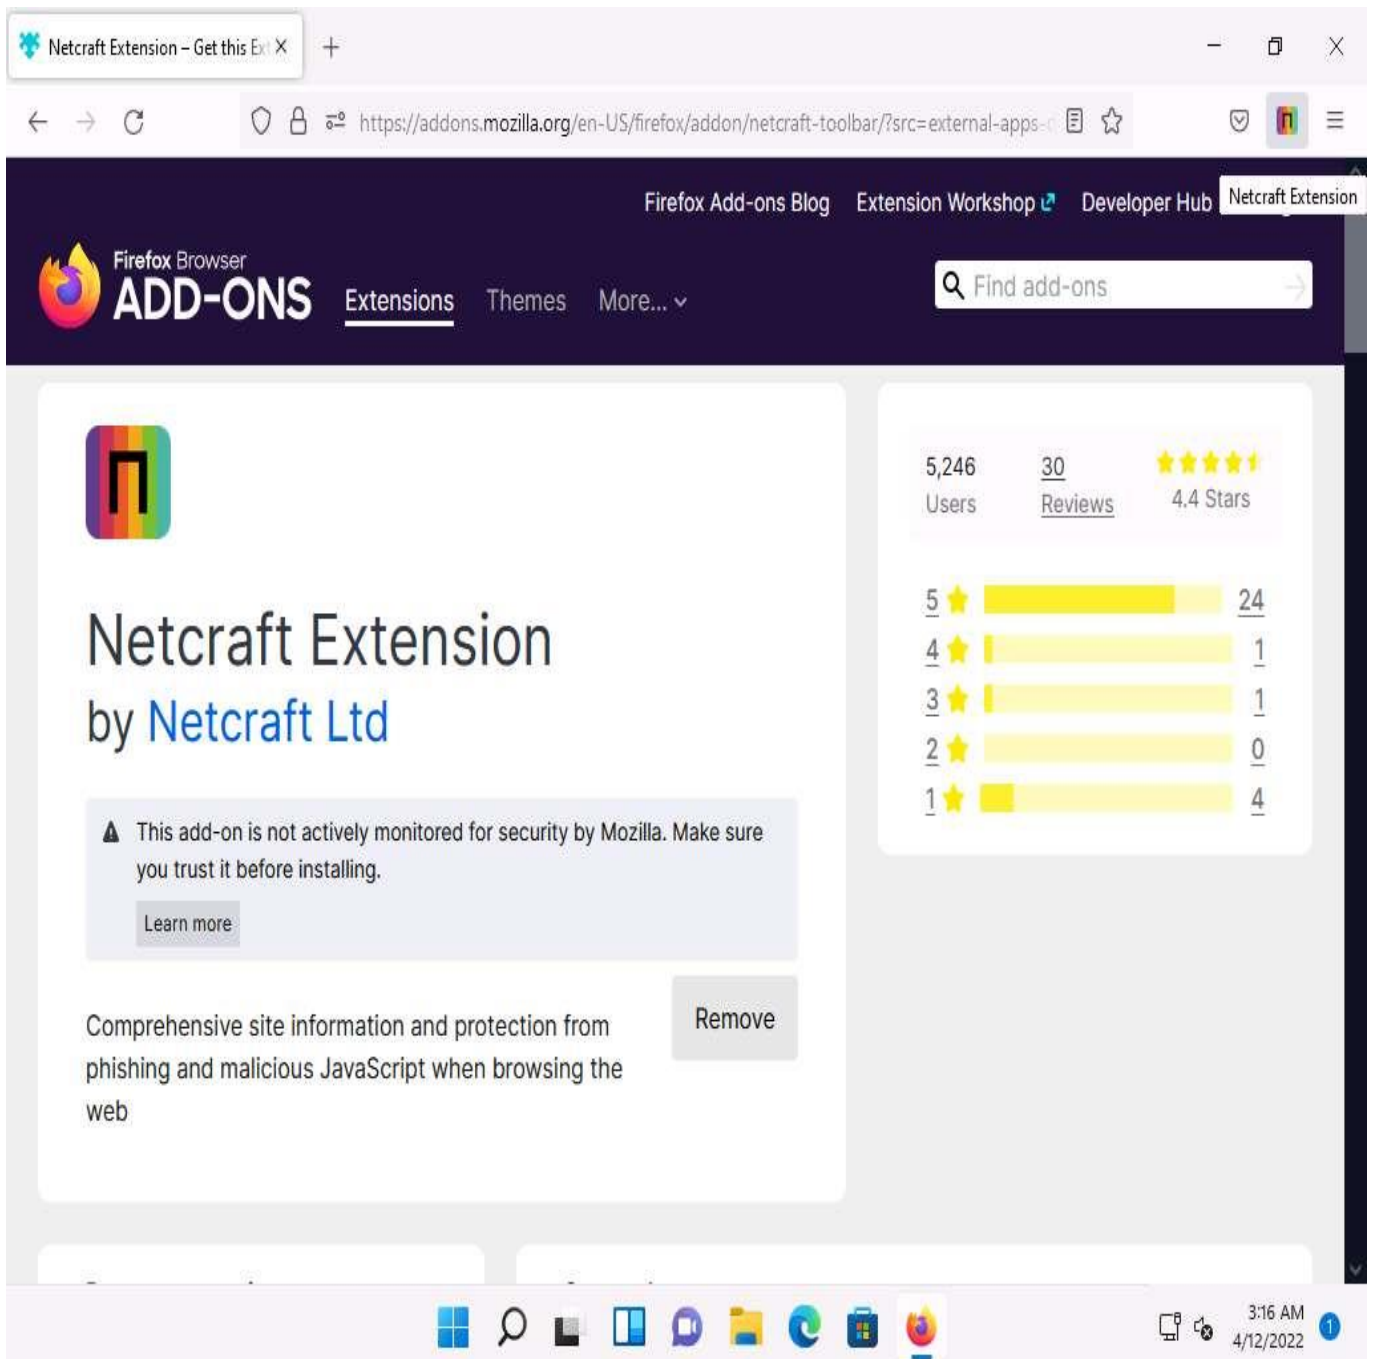 Netcraft Extension – Get this Ext
https://addons.mozilla.org/en-US/firefox/addon/netcraft-toolbar/?src=external-apps-
Firefox Add-ons Blog
Extension Workshop
Developer Hub
Netcraft Extension
Firefox Browser
ADD-ONS
Extensions
Themes
More...
Find add-ons
5,246
Users
30
Reviews
4.4 Stars
5
24
4
1
3
1
2
0
1
4
Netcraft Extension
by Netcraft Ltd
This add-on is not actively monitored for security by Mozilla. Make sure
you trust it before installing.
Learn more
Comprehensive site information and protection from
phishing and malicious JavaScript when browsing the
web
Remove
3:16 AM
4/12/2022
1